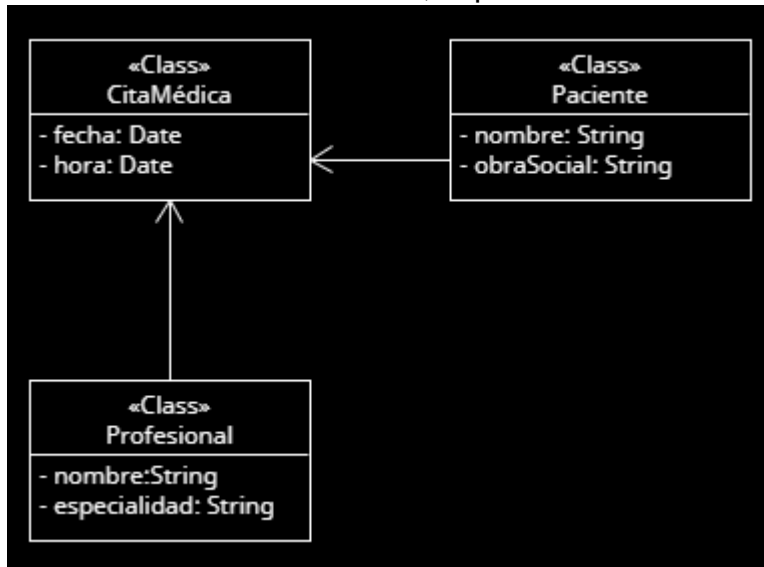 «Class»
CitaMédica
- fecha: Date
- hora: Date
«Class»
Paciente
- nombre: String
- obraSocial: String
«Class»
Profesional
- nombre:String
- especialidad: String